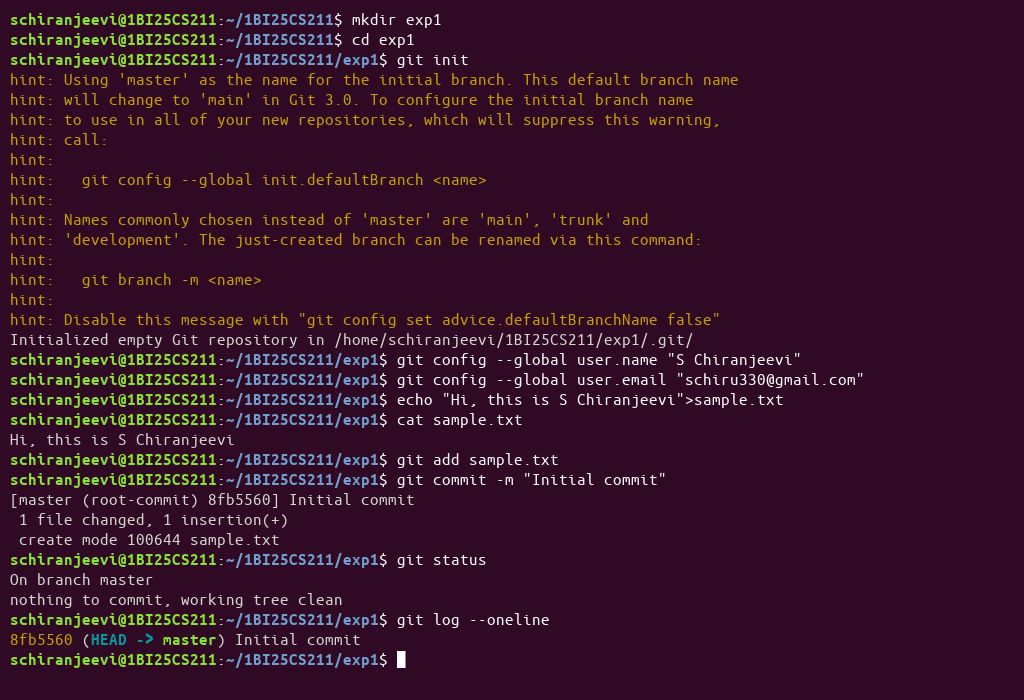 schiranjeevi@1BI25CS211:~/1BI25CS211$ mkdir exp1
schiranjeevi@1BI25CS211:~/1BI25CS211$ cd exp1
schiranjeevi@1BI25CS211:~/1BI25CS211/exp1$ git init
hint: Using 'master' as the name for the initial branch. This default branch name
hint: will change to 'main' in Git 3.0. To configure the initial branch name
hint: to use in all of your new repositories, which will suppress this warning,
hint: call:
hint:
hint:   git config --global init.defaultBranch <name>
hint:
hint: Names commonly chosen instead of 'master' are 'main', 'trunk' and
hint: 'development'. The just-created branch can be renamed via this command:
hint:
hint:   git branch -m <name>
hint:
hint: Disable this message with "git config set advice.defaultBranchName false"
Initialized empty Git repository in /home/schiranjeevi/1BI25CS211/exp1/.git/
schiranjeevi@1BI25CS211:~/1BI25CS211/exp1$ git config --global user.name "S Chiranjeevi"
schiranjeevi@1BI25CS211:~/1BI25CS211/exp1$ git config --global user.email "schiru330@gmail.com"
schiranjeevi@1BI25CS211:~/1BI25CS211/exp1$ echo "Hi, this is S Chiranjeevi">sample.txt
schiranjeevi@1BI25CS211:~/1BI25CS211/exp1$ cat sample.txt
Hi, this is S Chiranjeevi
schiranjeevi@1BI25CS211:~/1BI25CS211/exp1$ git add sample.txt
schiranjeevi@1BI25CS211:~/1BI25CS211/exp1$ git commit -m "Initial commit"
[master (root-commit) 8fb5560] Initial commit
 1 file changed, 1 insertion(+)
 create mode 100644 sample.txt
schiranjeevi@1BI25CS211:~/1BI25CS211/exp1$ git status
On branch master
nothing to commit, working tree clean
schiranjeevi@1BI25CS211:~/1BI25CS211/exp1$ git log --oneline
8fb5560 (HEAD -> master) Initial commit
schiranjeevi@1BI25CS211:~/1BI25CS211/exp1$